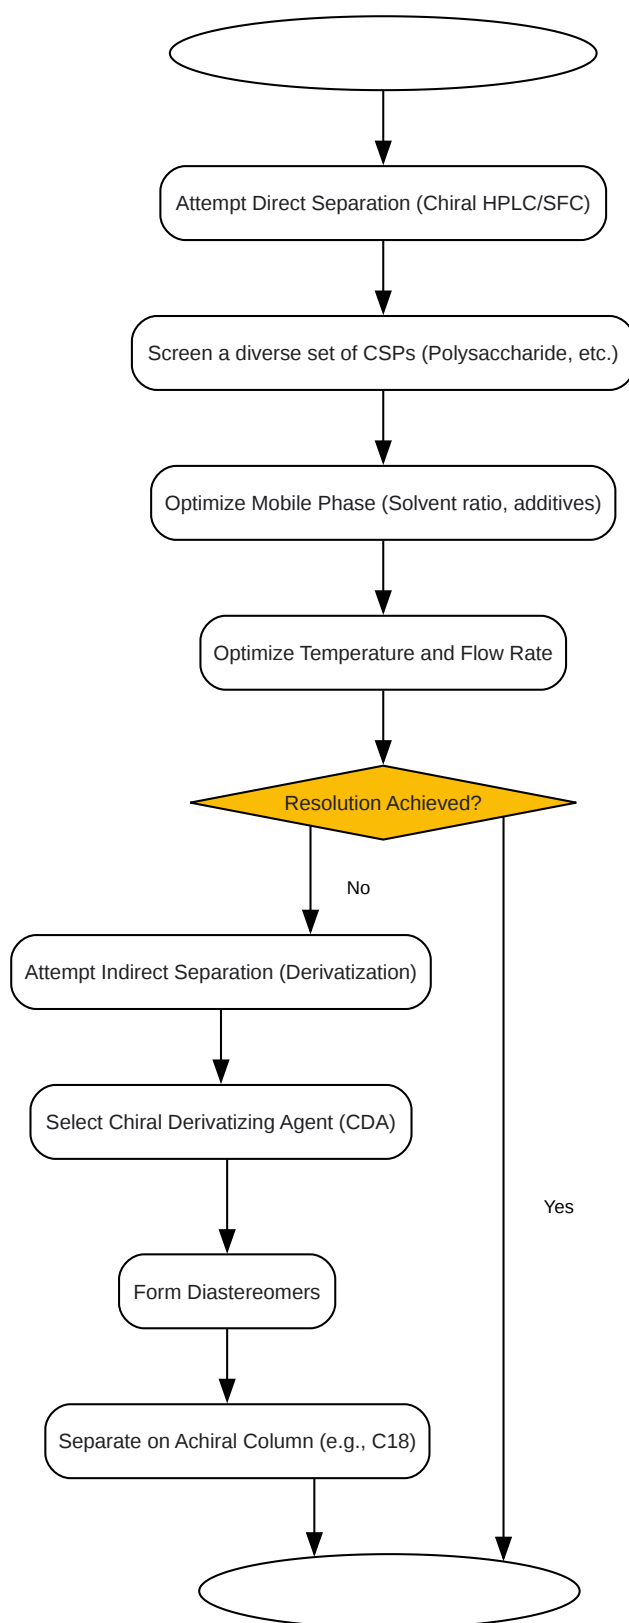 Attempt Direct Separation (Chiral HPLC/SFC)
Screen a diverse set of CSPs (Polysaccharide, etc.)
Optimize Mobile Phase (Solvent ratio, additives)
Optimize Temperature and Flow Rate
Resolution Achieved?
No
Attempt Indirect Separation (Derivatization)
Select Chiral Derivatizing Agent (CDA)
Yes
Form Diastereomers
Separate on Achiral Column (e.g., C18)